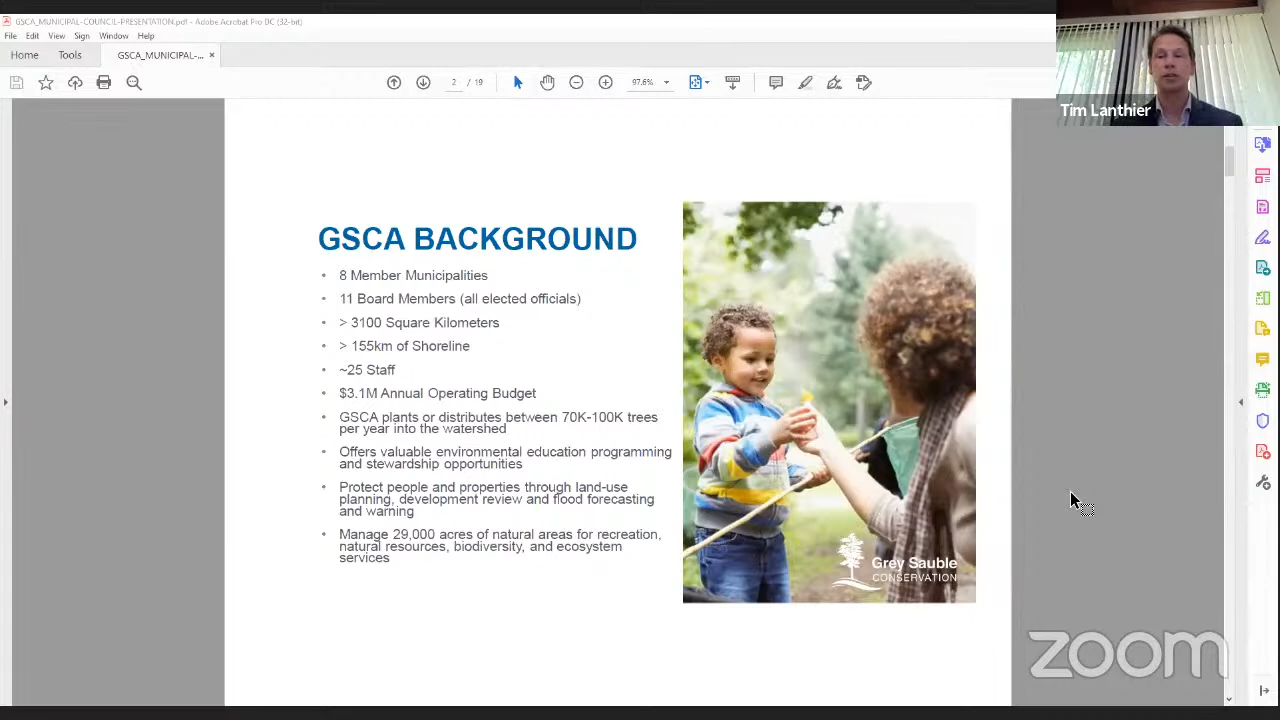 GSCA_MUNICIPAL-COUNCIL-PRESENTATION.pdf - Adobe Acrobat Pro DC (32-bit)
File Edit View Sign Window Help
Home Tools GSCA_MUNICIPAL-... ×
2 / 19 97.6%
Tim Lanthier
GSCA BACKGROUND
• 8 Member Municipalities
• 11 Board Members (all elected officials)
• > 3100 Square Kilometers
• > 155km of Shoreline
• ~25 Staff
• $3.1M Annual Operating Budget
• GSCA plants or distributes between 70K-100K trees
per year into the watershed
• Offers valuable environmental education programming
and stewardship opportunities
• Protect people and properties through land-use
planning, development review and flood forecasting
and warning
• Manage 29,000 acres of natural areas for recreation,
natural resources, biodiversity, and ecosystem
services
Grey Sauble
CONSERVATION
zoom